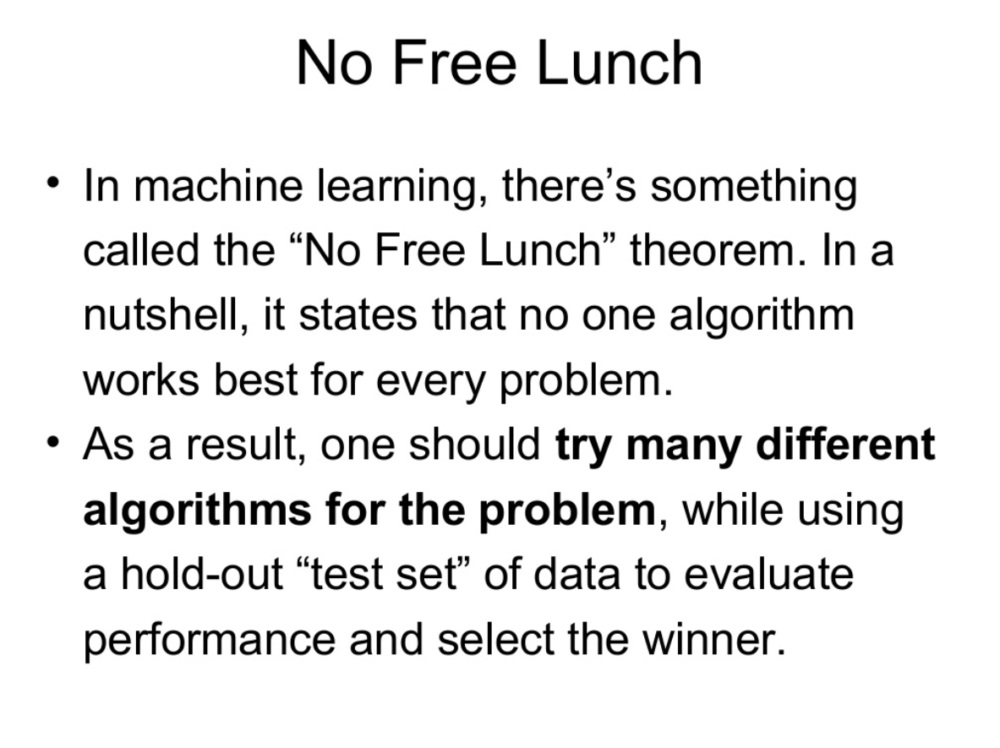 No Free Lunch
• In machine learning, there’s something
called the “No Free Lunch” theorem. In a
nutshell, it states that no one algorithm
works best for every problem.
• As a result, one should try many different
algorithms for the problem, while using
a hold-out “test set” of data to evaluate
performance and select the winner.